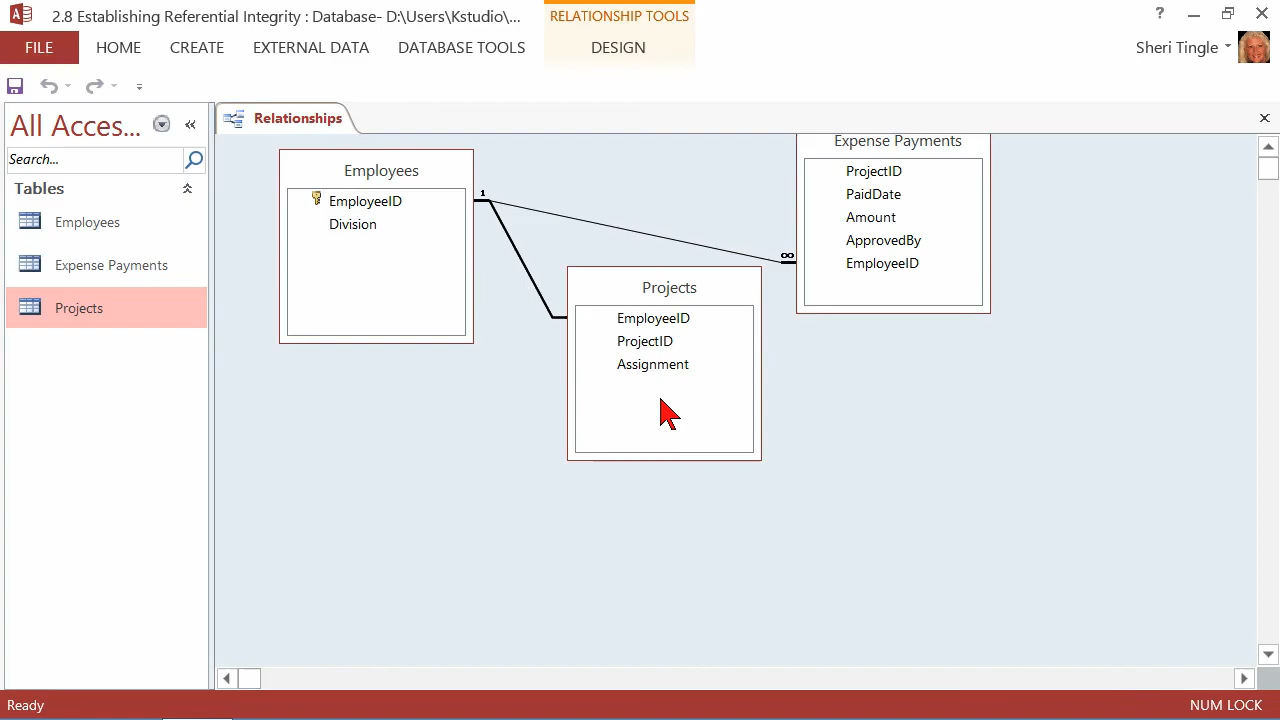 2.8 Establishing Referential Integrity : Database- D:\Users\Kstudio\...
RELATIONSHIP TOOLS
?
FILE
HOME
CREATE
EXTERNAL DATA
DATABASE TOOLS
DESIGN
Sheri Tingle
All Acces...
Search...
Tables
Employees
Expense Payments
Projects
Relationships
Employees
EmployeeID
Division
1
∞
Projects
EmployeeID
ProjectID
Assignment
Expense Payments
ProjectID
PaidDate
Amount
ApprovedBy
EmployeeID
Ready
NUM LOCK